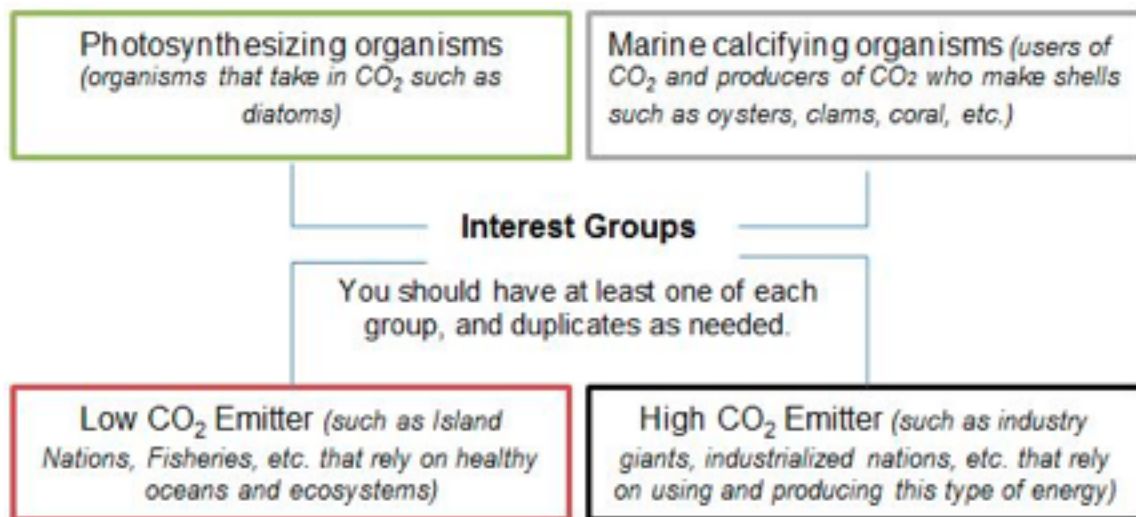 Photosynthesizing organisms
(organisms that take in CO₂ such as
diatoms)
Marine calcifying organisms (users of
CO₂ and producers of CO2 who make shells
such as oysters, clams, coral, etc.)
Interest Groups
You should have at least one of each
group, and duplicates as needed.
Low CO₂ Emitter (such as Island
Nations, Fisheries, etc. that rely on healthy
oceans and ecosystems)
High CO₂ Emitter (such as industry
giants, industrialized nations, etc. that rely
on using and producing this type of energy)